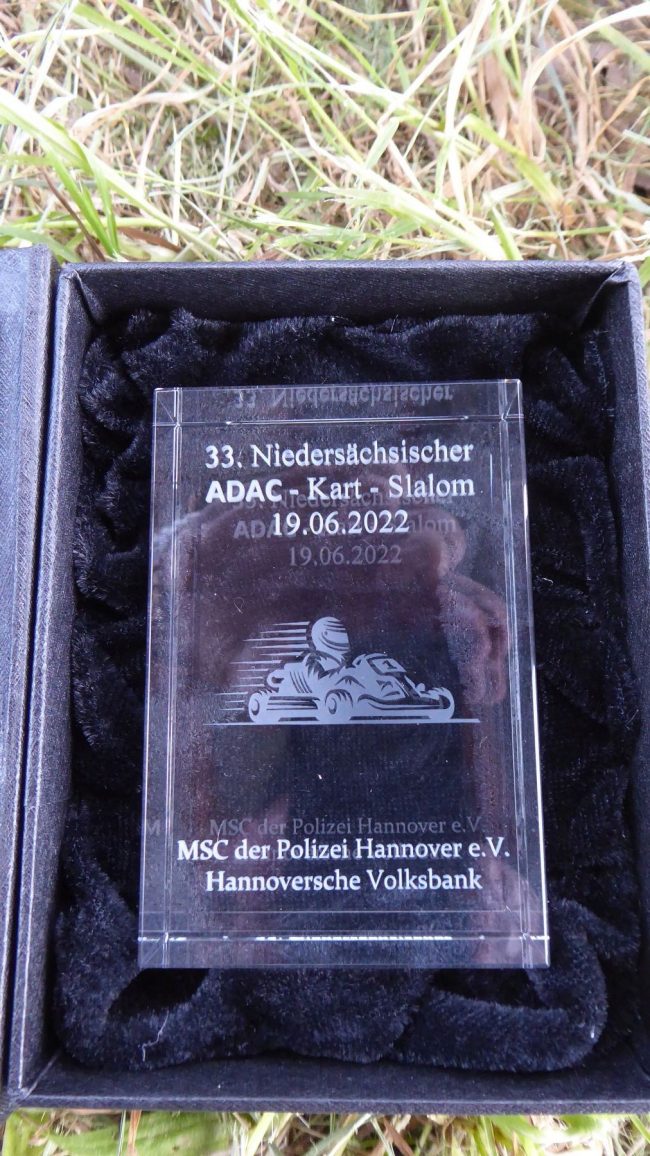 33. Niedersächsischer
ADAC - Kart - Slalom
19.06.2022
MSC der Polizei Hannover e.V.
Hannoversche Volksbank